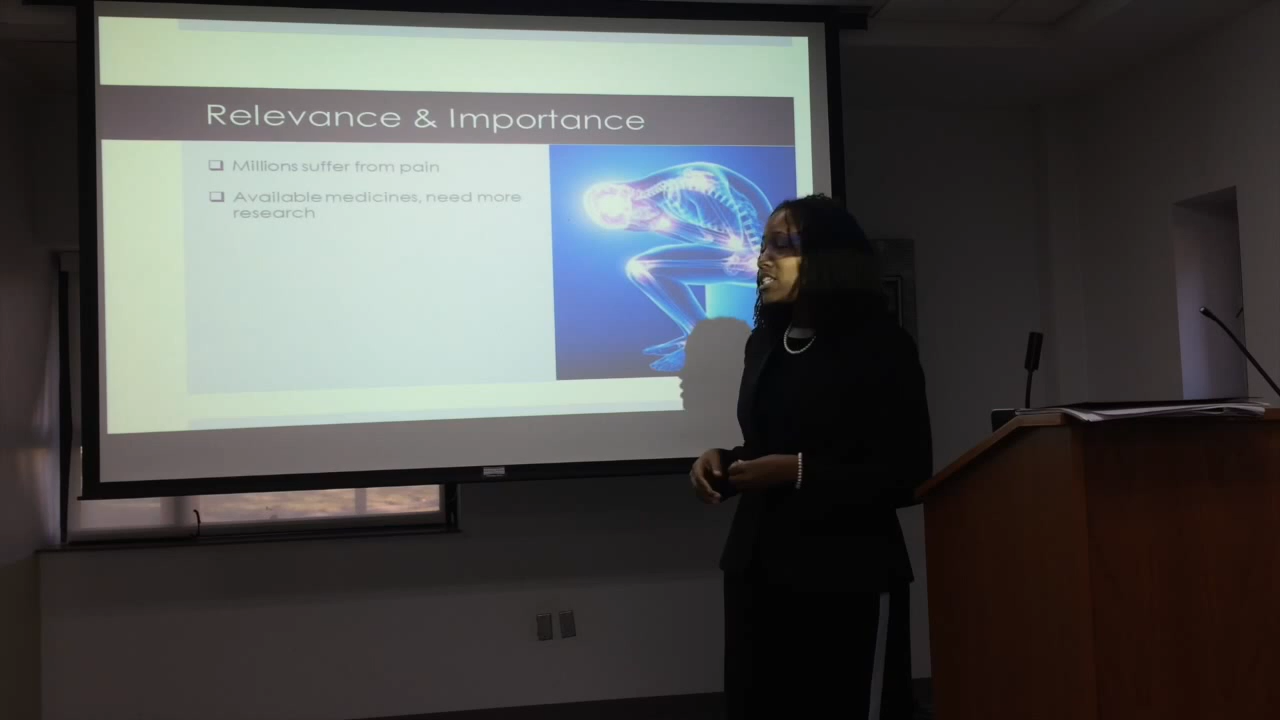 Relevance & Importance
Millions suffer from pain
Available medicines, need more
research